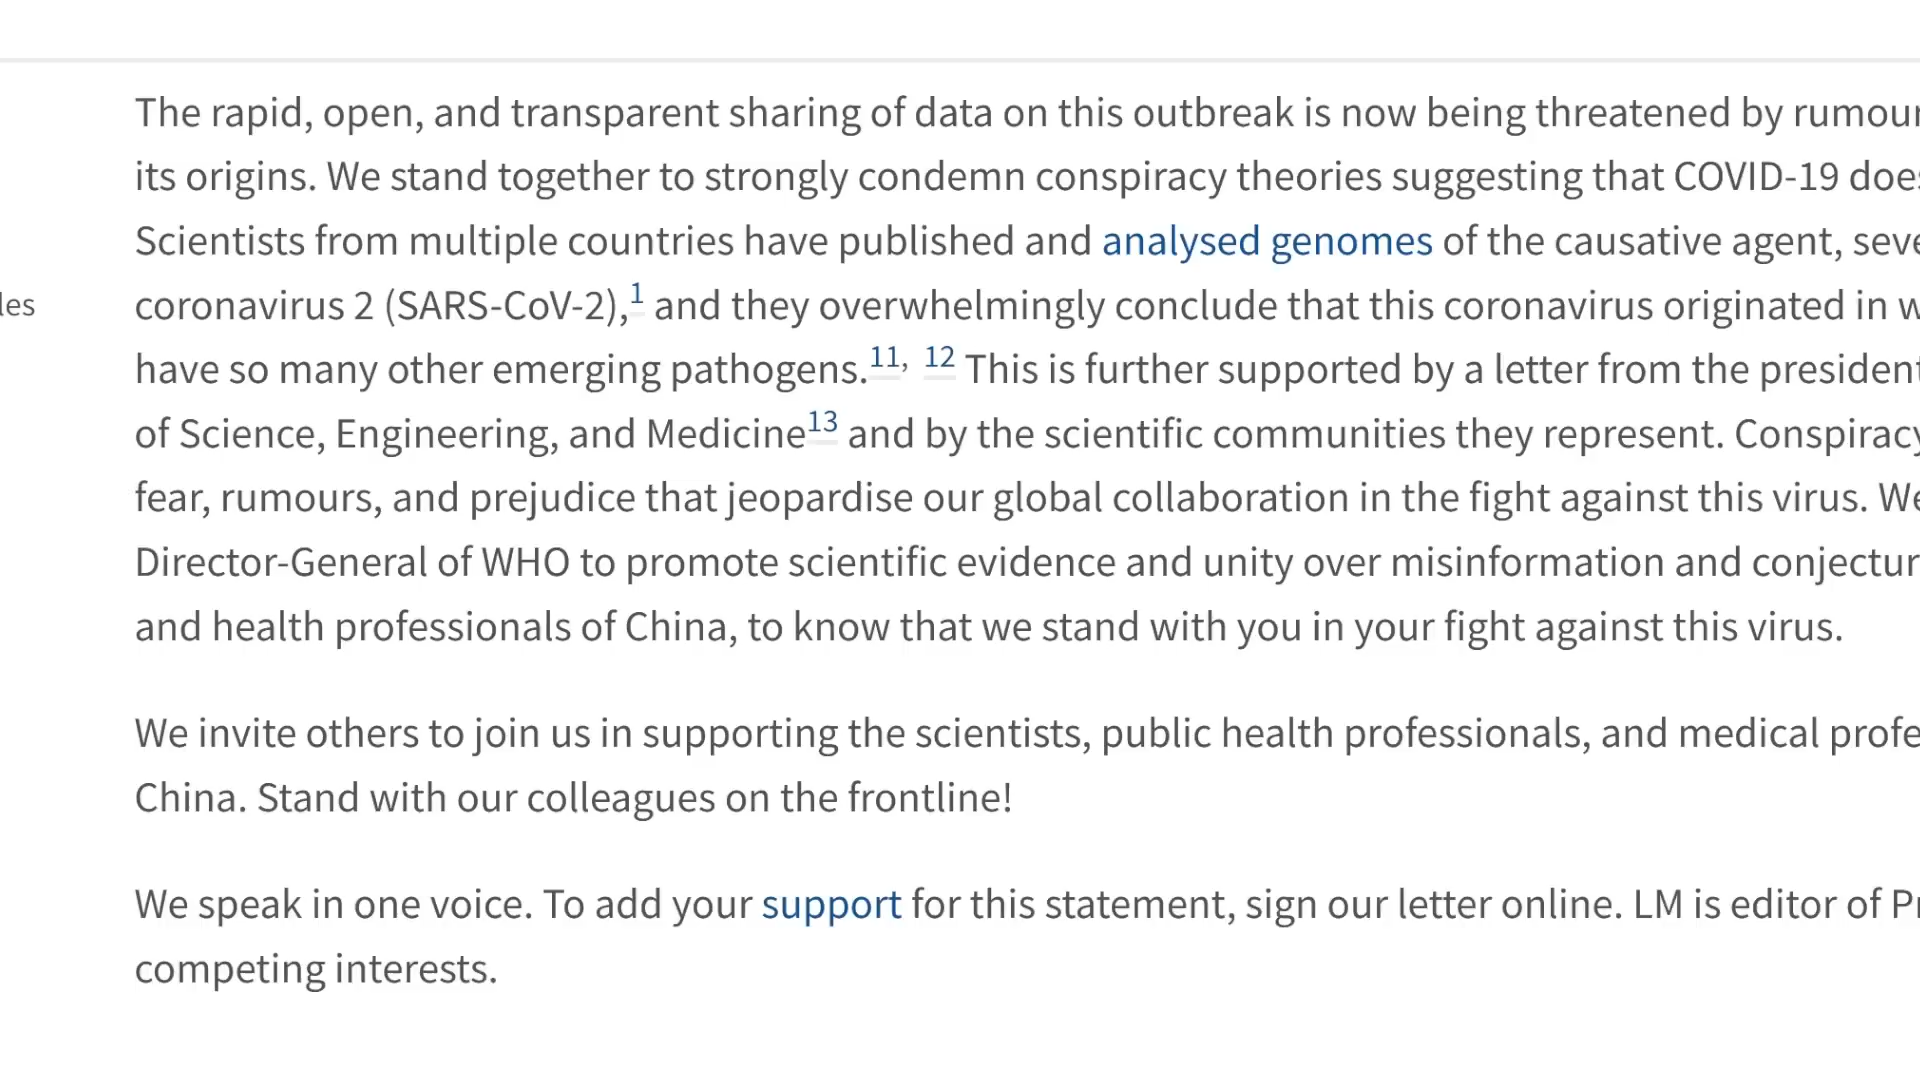 The rapid, open, and transparent sharing of data on this outbreak is now being threatened by rumour
its origins. We stand together to strongly condemn conspiracy theories suggesting that COVID-19 does
Scientists from multiple countries have published and analysed genomes of the causative agent, seve
les
coronavirus 2 (SARS-CoV-2),1 and they overwhelmingly conclude that this coronavirus originated in w
have so many other emerging pathogens.11, 12 This is further supported by a letter from the president
of Science, Engineering, and Medicine13 and by the scientific communities they represent. Conspiracy
fear, rumours, and prejudice that jeopardise our global collaboration in the fight against this virus. We
Director-General of WHO to promote scientific evidence and unity over misinformation and conjectur
and health professionals of China, to know that we stand with you in your fight against this virus.
We invite others to join us in supporting the scientists, public health professionals, and medical profe
China. Stand with our colleagues on the frontline!
We speak in one voice. To add your support for this statement, sign our letter online. LM is editor of Pr
competing interests.